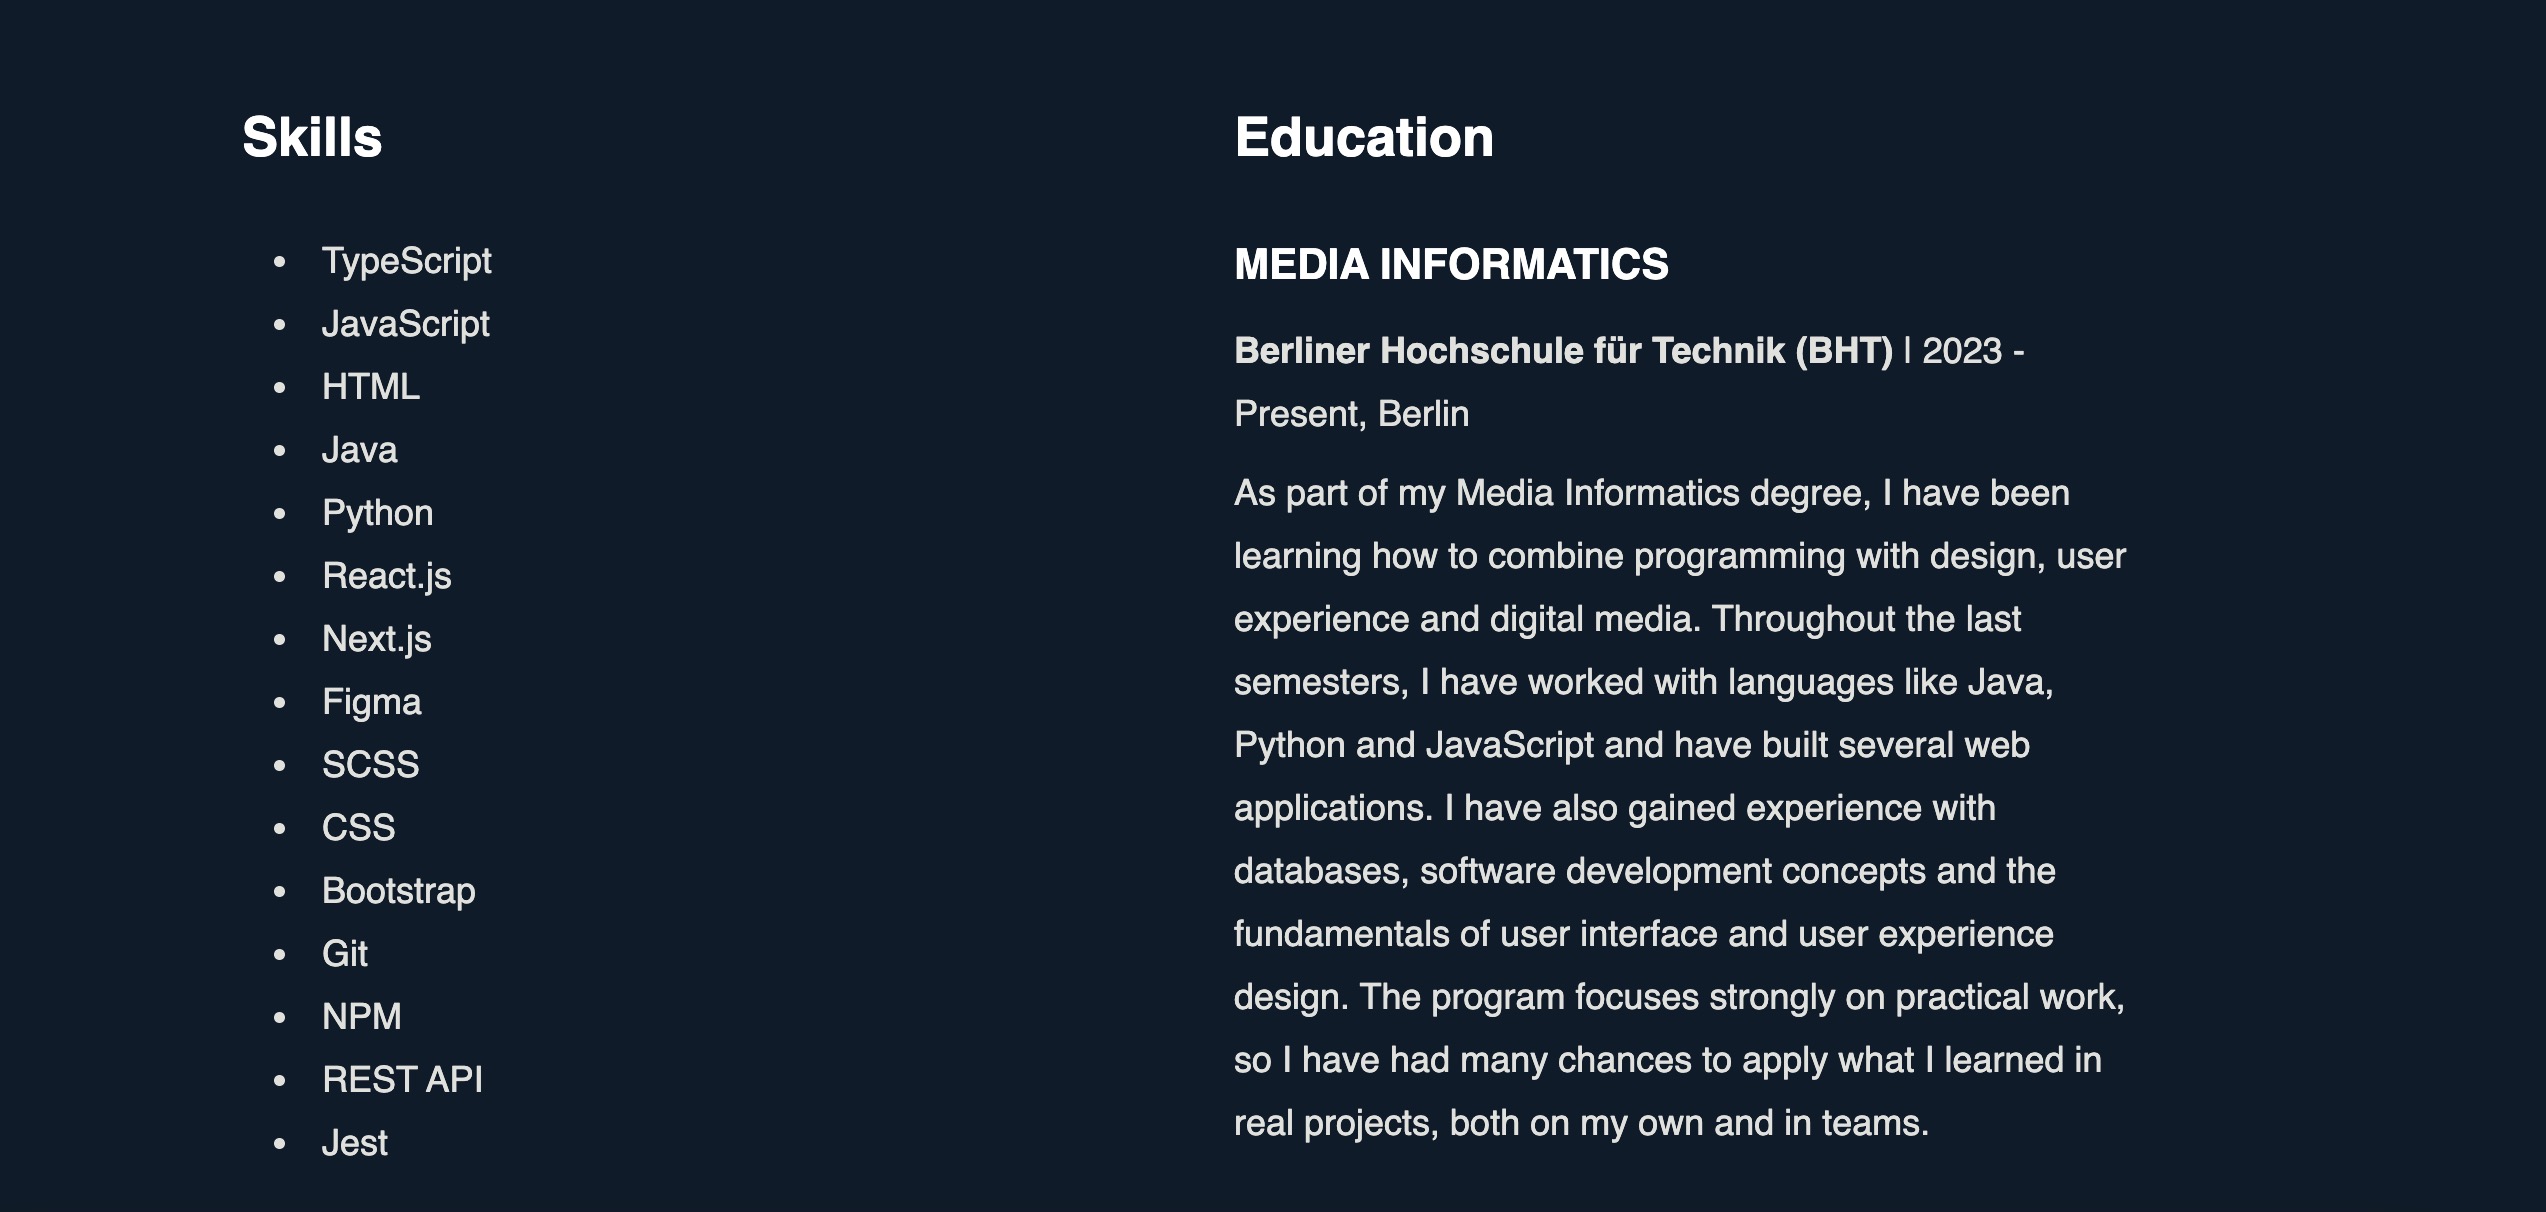 Skills
TypeScript
JavaScript
HTML
Java
Python
React.js
Next.js
Figma
SCSS
CSS
Bootstrap
Git
NPM
REST API
Jest
Education
MEDIA INFORMATICS
Berliner Hochschule für Technik (BHT) | 2023 -
Present, Berlin
As part of my Media Informatics degree, I have been
learning how to combine programming with design, user
experience and digital media. Throughout the last
semesters, I have worked with languages like Java,
Python and JavaScript and have built several web
applications. I have also gained experience with
databases, software development concepts and the
fundamentals of user interface and user experience
design. The program focuses strongly on practical work,
so I have had many chances to apply what I learned in
real projects, both on my own and in teams.